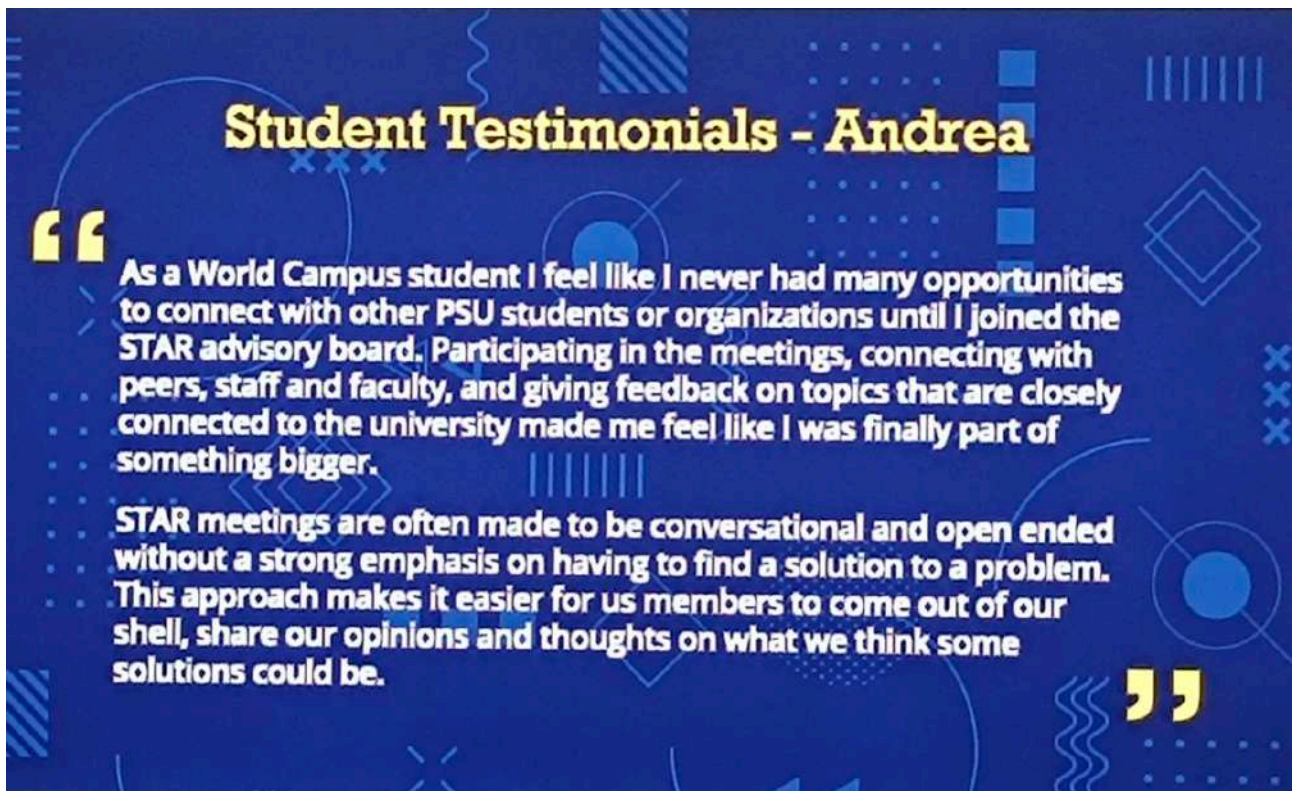 Student Testimonials - Andrea
“
As a World Campus student I feel like I never had many opportunities
to connect with other PSU students or organizations until I joined the
STAR advisory board. Participating in the meetings, connecting with
peers, staff and faculty, and giving feedback on topics that are closely
connected to the university made me feel like I was finally part of
something bigger.
STAR meetings are often made to be conversational and open ended
without a strong emphasis on having to find a solution to a problem.
This approach makes it easier for us members to come out of our
shell, share our opinions and thoughts on what we think some
solutions could be.
”